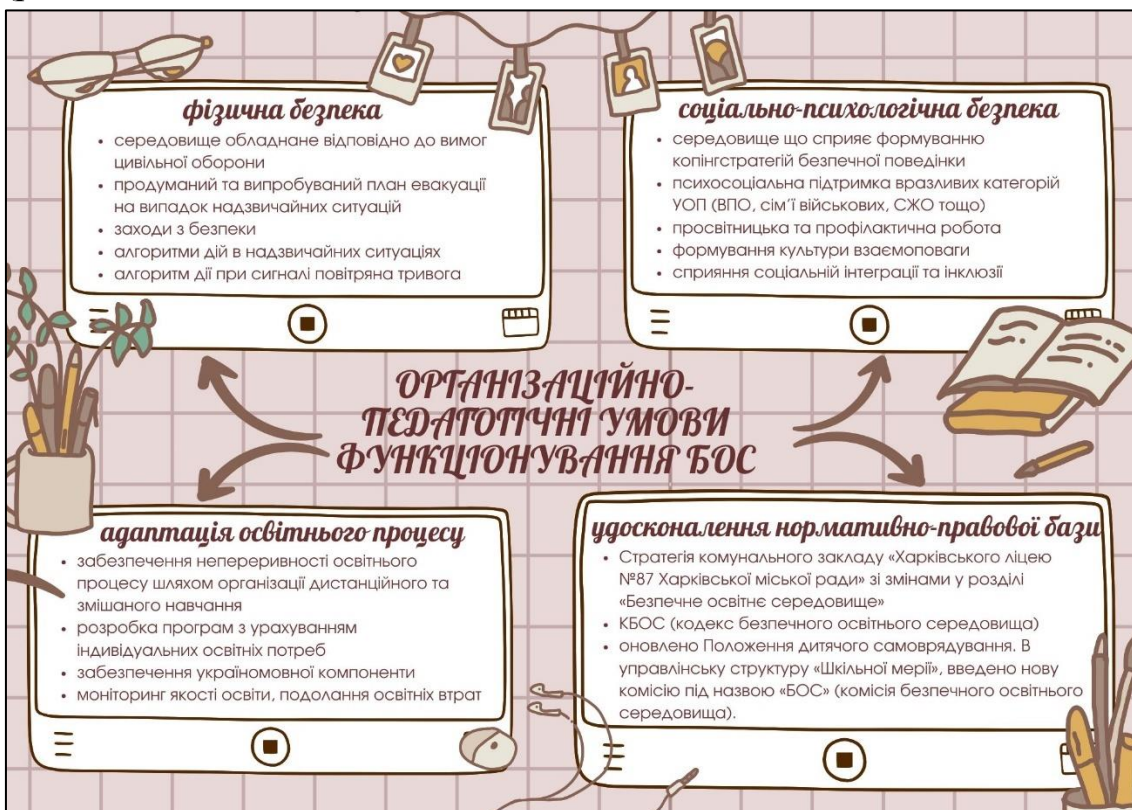 фізична безпека
• середовище обладнане відповідно до вимог
цивільної оборони
• продуманий та випробуваний план евакуації
на випадок надзвичайних ситуацій
• заходи з безпеки
• алгоритми дій в надзвичайних ситуаціях
• алгоритм дії при сигналі повітряна тривога
соціально-психологічна безпека
• середовище що сприяє формуванню
копінгстратегій безпечної поведінки
• психосоціальна підтримка вразливих категорій
УОП (ВПО, сім'ї військових, СЖО тощо)
• просвітницька та профілактична робота
• формування культури взаємоповаги
• сприяння соціальній інтеграції та інклюзії
ОРГАНІЗАЦІЙНО-
ПЕДАГОГІЧНІ УМОВИ
ФУНКЦІОНУВАННЯ БОС
адаптація освітнього процесу
• забезпечення непереривності освітнього
процесу шляхом організації дистанційного та
змішаного навчання
• розробка програм з урахуванням
індивідуальних освітніх потреб
• забезпечення україномовної компоненти
• моніторинг якості освіти, подолання освітніх втрат
удосконалення нормативно-правової бази
• Стратегія комунального закладу «Харківського ліцею
№87 Харківської міської ради» зі змінами у розділі
«Безпечне освітнє середовище»
• КБОС (кодекс безпечного освітнього середовища)
• оновлено Положення дитячого самоврядування. В
управлінську структуру «Шкільної мерії», введено нову
комісію під назвою «БОС» (комісія безпечного освітнього
середовища).